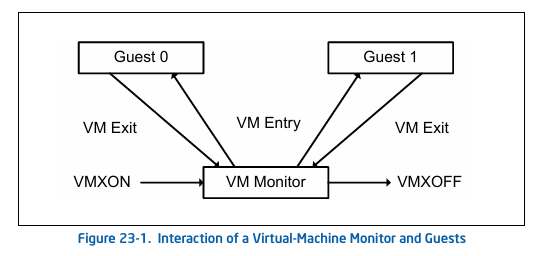 Guest 0
Guest 1
VM Exit
VM Entry
VM Exit
VMXON
VM Monitor
VMXOFF
Figure 23-1. Interaction of a Virtual-Machine Monitor and Guests